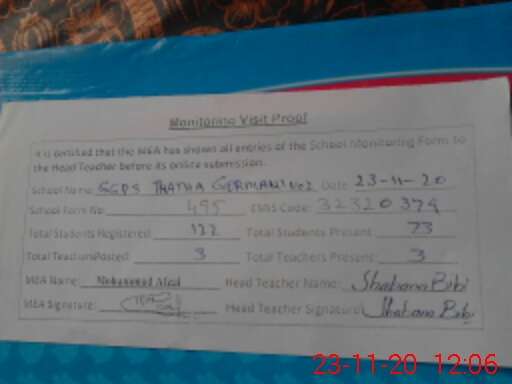 Monitoring Visit Proof
It is certified that the MEA has shown all entries of the School Monitoring Form to
the Head Teacher before its online submission.
School Name: GGPS THATHA GERMANI No2 Date: 23-11-20
School Form No: 495 EMIS Code: 32320374
Total Students Registered: 122 Total Students Present: 73
Total Teachers Posted: 3 Total Teachers Present: 3
MEA Name: Muhammad Afzal Head Teacher Name: Shabana Bibi
MEA Signature: Head Teacher Signature: Shabana Bibi
23-11-20 12:06